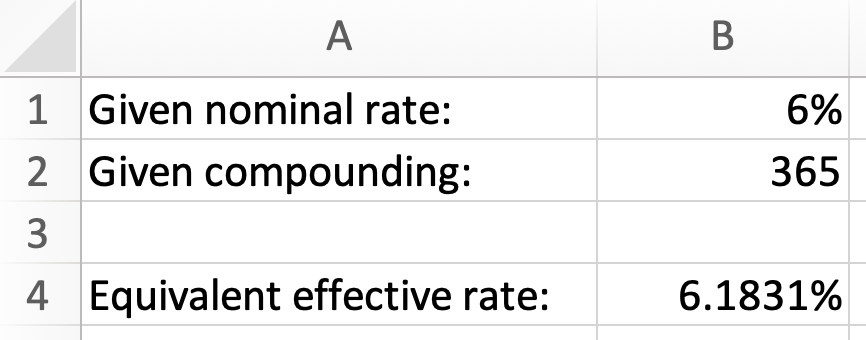 A B
1 Given nominal rate: 6%
2 Given compounding: 365
3
4 Equivalent effective rate: 6.1831%